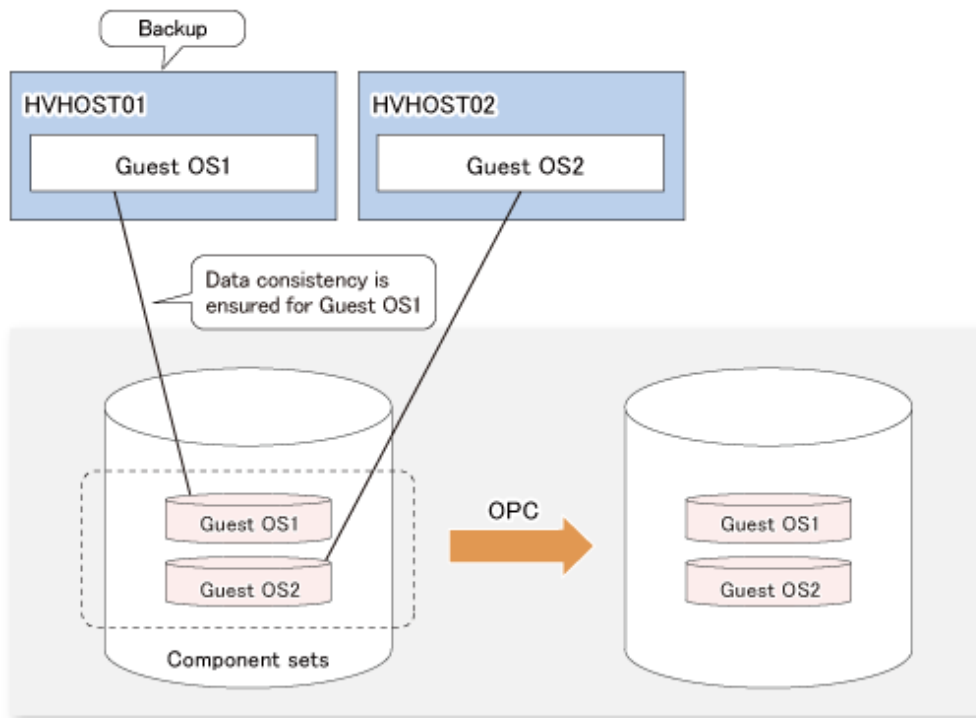 Backup
HVHOST01
HVHOST02
Guest OS1
Guest OS2
Data consistency is
ensured for Guest OS1
Guest OS1
OPC
Guest OS1
Guest OS2
Guest OS2
Component sets